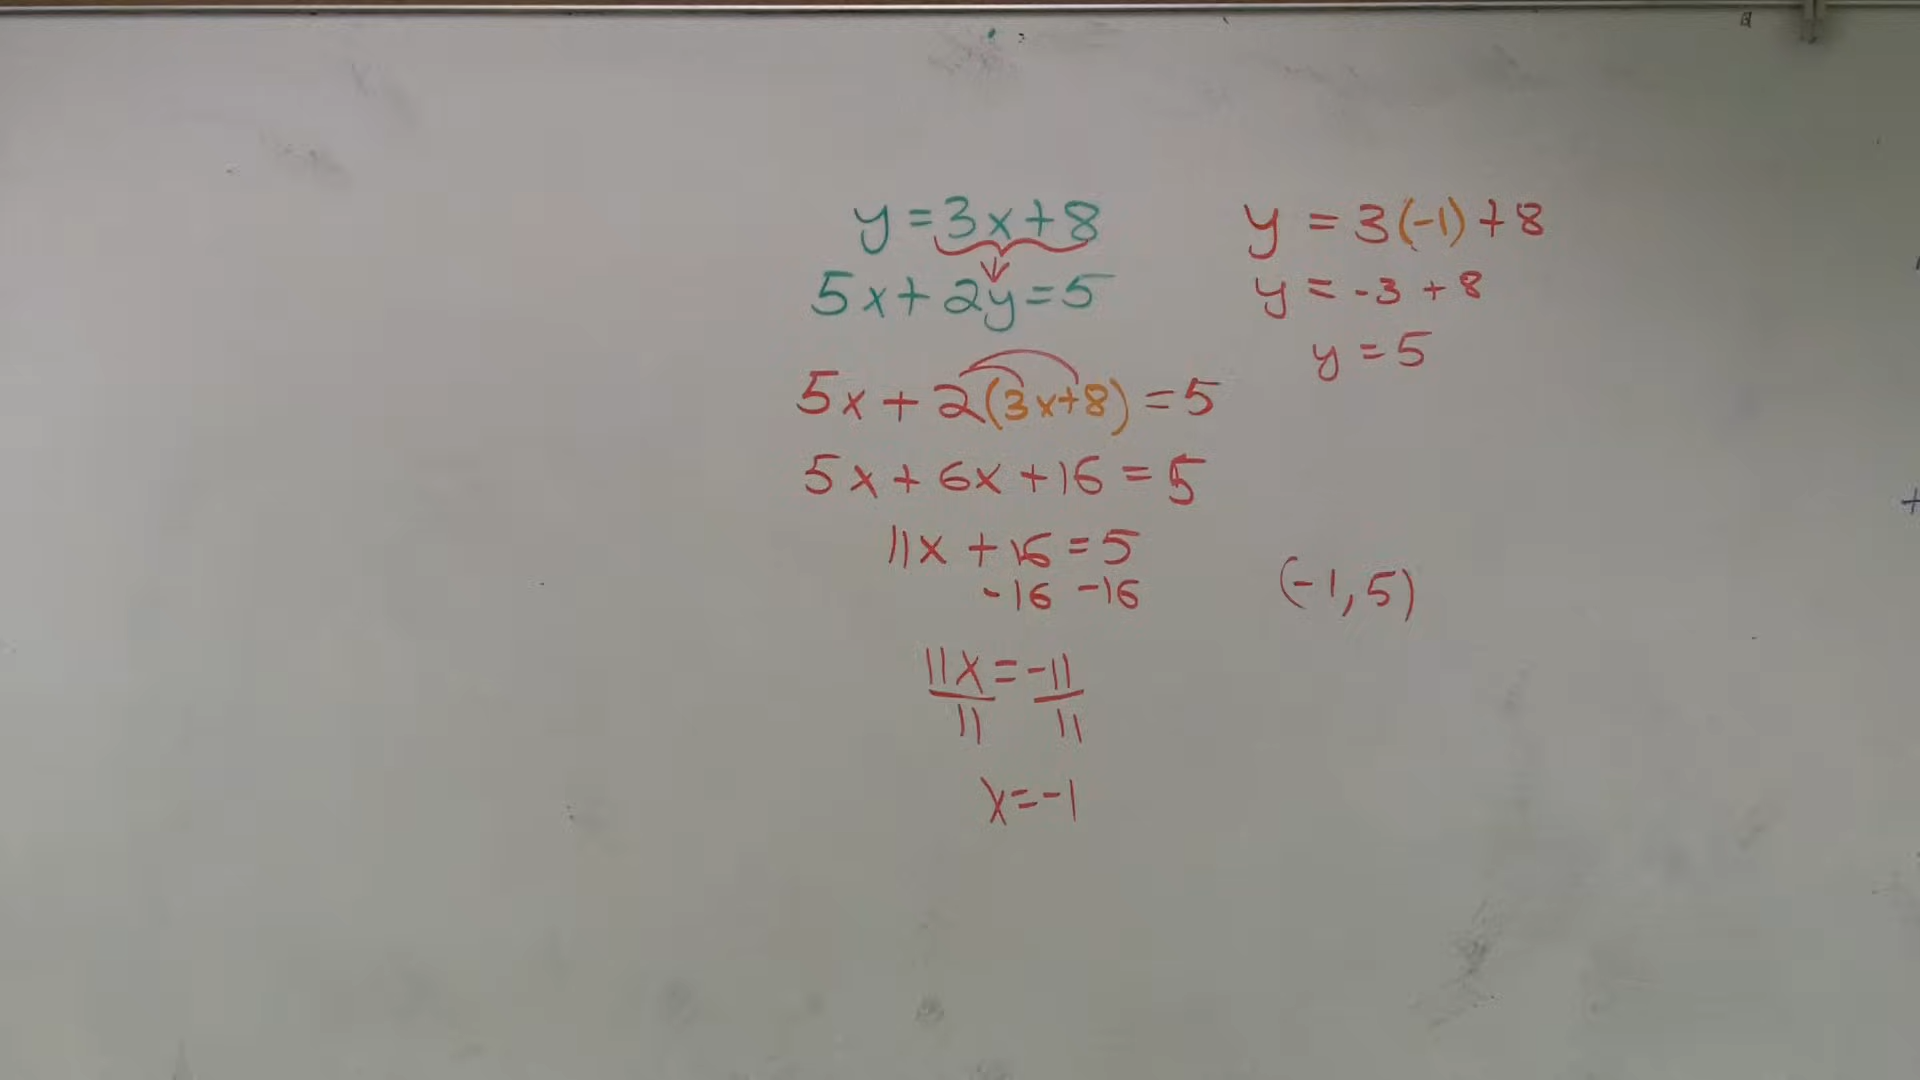 y = 3x + 8
5x + 2y = 5
5x + 2(3x + 8) = 5
5x + 6x + 16 = 5
11x + 16 = 5
-16 -16
11x = -11
11 11
x = -1
y = 3(-1) + 8
y = -3 + 8
y = 5
(-1, 5)